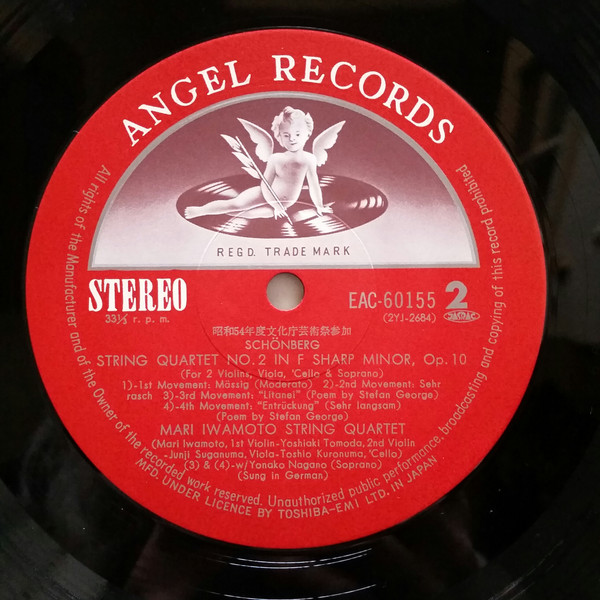 ANGEL RECORDS
REGD. TRADE MARK
STEREO
33⅓ r. p. m.
EAC-60155 2
(2YJ-2684) JASRAC
昭和54年度文化庁芸術祭参加
SCHÖNBERG
STRING QUARTET NO. 2 IN F SHARP MINOR, Op. 10
(For 2 Violins, Viola, 'Cello & Soprano)
1)-1st Movement: Mässig (Moderato) 2)-2nd Movement: Sehr
rasch 3)-3rd Movement: "Litanei" (Poem by Stefan George)
4)-4th Movement: "Entrückung" (Sehr langsam)
(Poem by Stefan George)
MARI IWAMOTO STRING QUARTET
(Mari Iwamoto, 1st Violin-Yoshiaki Tomoda, 2nd Violin
-Junji Suganuma, Viola-Toshio Kuronuma, 'Cello)
(3) & (4)-w/Yonako Nagano (Soprano)
(Sung in German)
All rights of the Manufacturer and of the Owner of the recorded work reserved. Unauthorized public performance, broadcasting and copying of this record prohibited
MFD. UNDER LICENCE BY TOSHIBA-EMI LTD. IN JAPAN